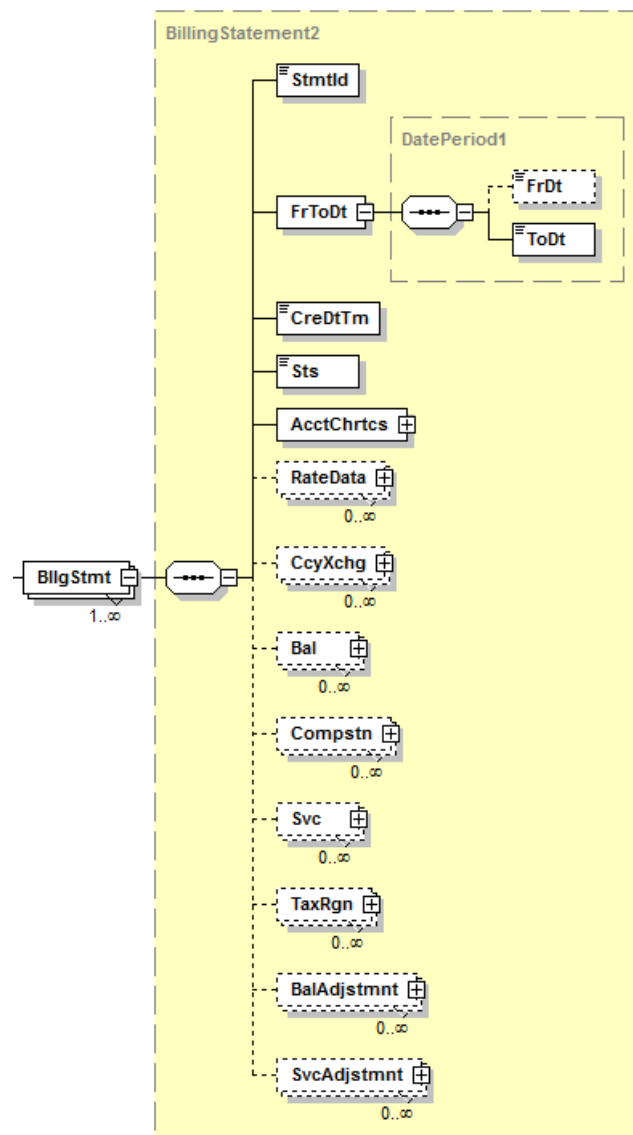 BillingStatement2
StmtId
DatePeriod1
FrDt
FrToDt
ToDt
CreDtTm
Sts
AcctChrtcs
RateData
0..∞
CcyXchg
0..∞
BllgStmt
1..∞
Bal
0..∞
Compstn
0..∞
Svc
0..∞
TaxRgn
0..∞
BalAdjstmnt
0..∞
SvcAdjstmnt
0..∞